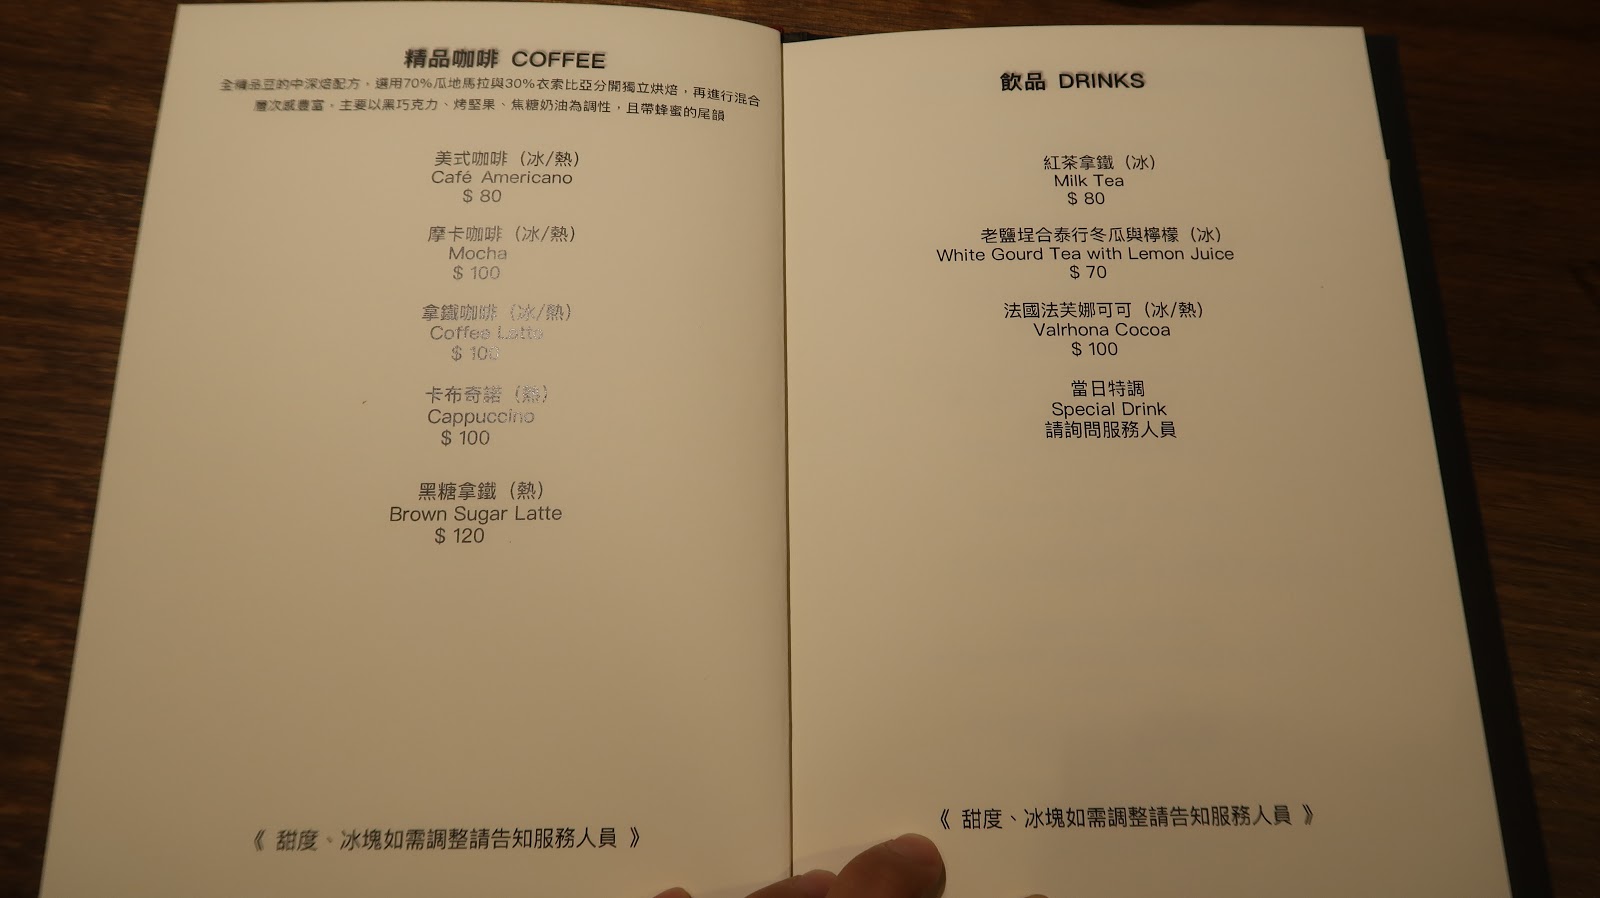 精品咖啡 COFFEE
全精品豆的中深焙配方，選用70%瓜地馬拉與30%衣索比亞分開獨立烘焙，再進行混合
層次感豐富，主要以黑巧克力、烤堅果、焦糖奶油為調性，且帶蜂蜜的尾韻
美式咖啡（冰/熱）
Café Americano
$ 80
摩卡咖啡（冰/熱）
Mocha
$ 100
拿鐵咖啡（冰/熱）
Coffee Latte
$ 100
卡布奇諾（熱）
Cappuccino
$ 100
黑糖拿鐵（熱）
Brown Sugar Latte
$ 120
《 甜度、冰塊如需調整請告知服務人員 》
飲品 DRINKS
紅茶拿鐵（冰）
Milk Tea
$ 80
老鹽埕合泰行冬瓜與檸檬（冰）
White Gourd Tea with Lemon Juice
$ 70
法國法芙娜可可（冰/熱）
Valrhona Cocoa
$ 100
當日特調
Special Drink
請詢問服務人員
《 甜度、冰塊如需調整請告知服務人員 》